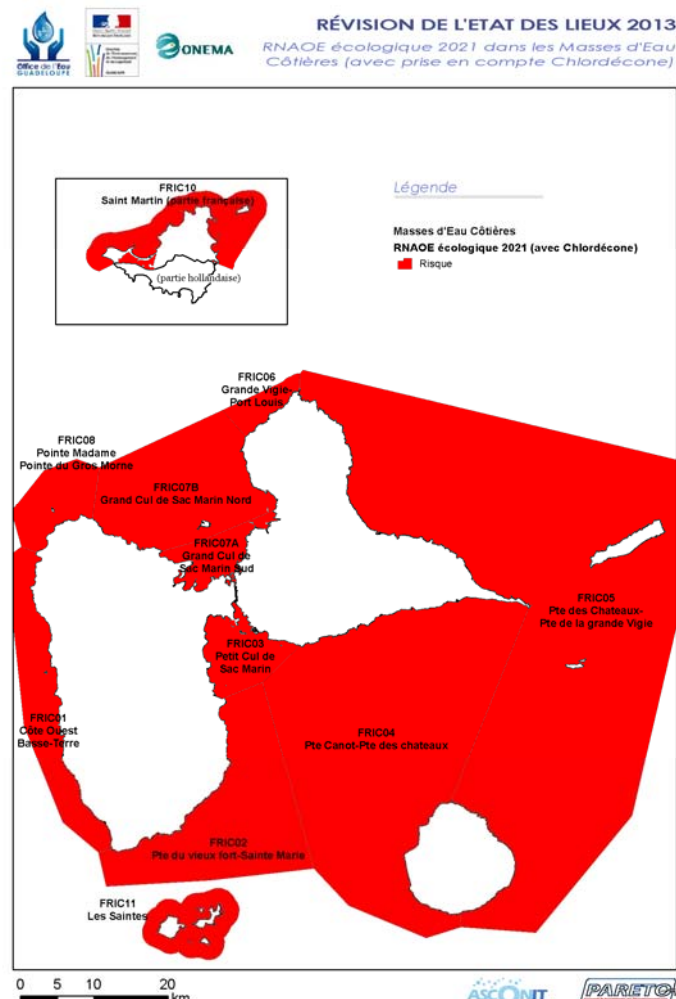 RÉVISION DE L'ETAT DES LIEUX 2013
RNAOE écologique 2021 dans les Masses d'Eau
Côtières (avec prise en compte Chlordécone)
Office de l'Eau
GUADELOUPE
ONEMA
Légende
Masses d'Eau Côtières
RNAOE écologique 2021 (avec Chlordécone)
Risque
FRIC10
Saint Martin (partie française)
(partie hollandaise)
FRIC06
Grande Vigie-
Port Louis
FRIC08
Pointe Madame
Pointe du Gros Morne
FRIC07B
Grand Cul de Sac Marin Nord
FRIC07A
Grand Cul de
Sac Marin Sud
FRIC05
Pte des Chateaux-
Pte de la grande Vigie
FRIC03
Petit Cul de
Sac Marin
FRIC01
Côte Ouest
Basse-Terre
FRIC04
Pte Canot-Pte des chateaux
FRIC02
Pte du vieux fort-Sainte Marie
FRIC11
Les Saintes
0 5 10 20
km
ASCONIT
PARETO